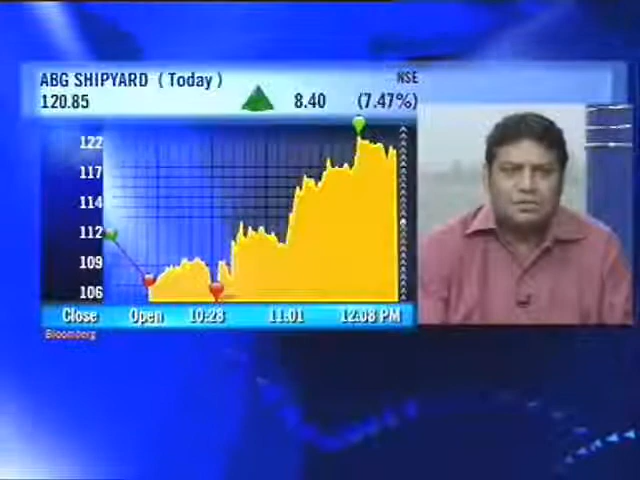 ABG SHIPYARD ( Today )
NSE
120.85 8.40 (7.47%)
122
117
114
112
109
106
Close Open 10:28 11:01 12:08 PM
Bloomberg